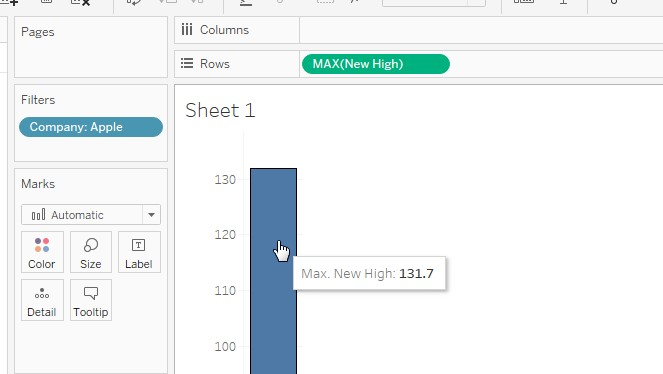 Pages
Columns
Rows
MAX(New High)
Filters
Company: Apple
Sheet 1
Marks
Automatic
Color
Size
Label
Detail
Tooltip
130
120
110
100
Max. New High: 131.7